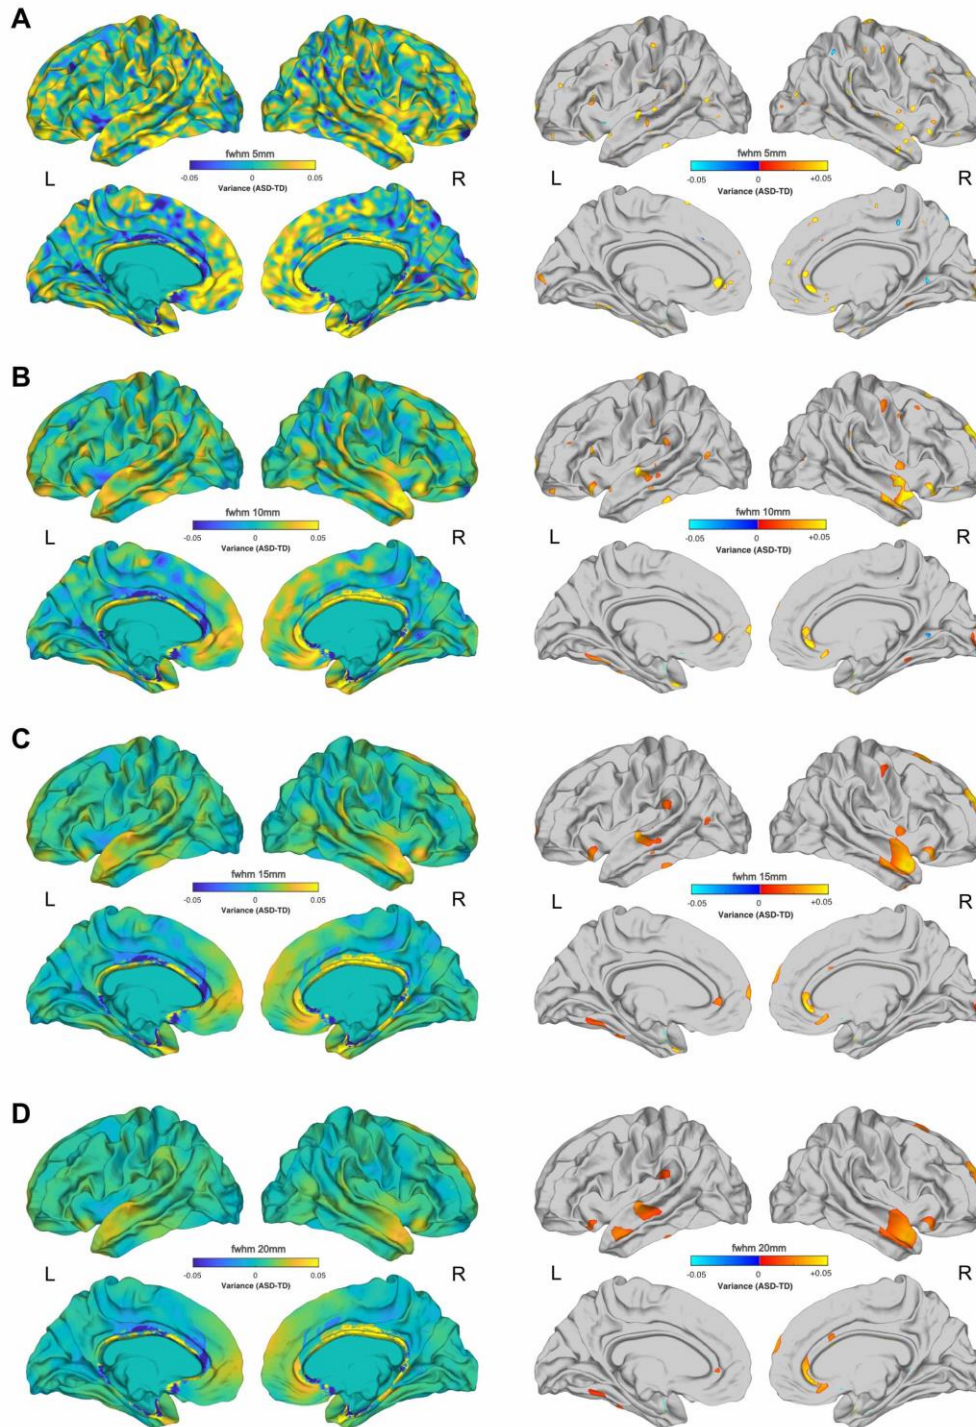 A
fwhm 5mm
-0.05 0 0.05
Variance (ASD-TD)
L R
fwhm 5mm
-0.05 0 +0.05
Variance (ASD-TD)
L R
B
fwhm 10mm
-0.05 0 0.05
Variance (ASD-TD)
L R
fwhm 10mm
-0.05 0 +0.05
Variance (ASD-TD)
L R
C
fwhm 15mm
-0.05 0 0.05
Variance (ASD-TD)
L R
fwhm 15mm
-0.05 0 +0.05
Variance (ASD-TD)
L R
D
fwhm 20mm
-0.05 0 0.05
Variance (ASD-TD)
L R
fwhm 20mm
-0.05 0 +0.05
Variance (ASD-TD)
L R